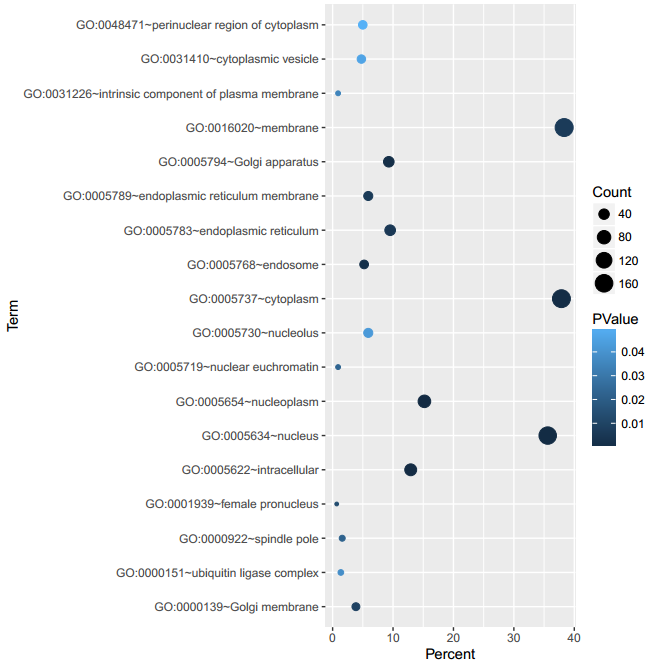 GO:0048471~perinuclear region of cytoplasm
GO:0031410~cytoplasmic vesicle
GO:0031226~intrinsic component of plasma membrane
GO:0016020~membrane
GO:0005794~Golgi apparatus
GO:0005789~endoplasmic reticulum membrane
GO:0005783~endoplasmic reticulum
GO:0005768~endosome
GO:0005737~cytoplasm
GO:0005730~nucleolus
GO:0005719~nuclear euchromatin
GO:0005654~nucleoplasm
GO:0005634~nucleus
GO:0005622~intracellular
GO:0001939~female pronucleus
GO:0000922~spindle pole
GO:0000151~ubiquitin ligase complex
GO:0000139~Golgi membrane
Term
0 10 20 30 40
Percent
Count
40
80
120
160
PValue
0.04
0.03
0.02
0.01